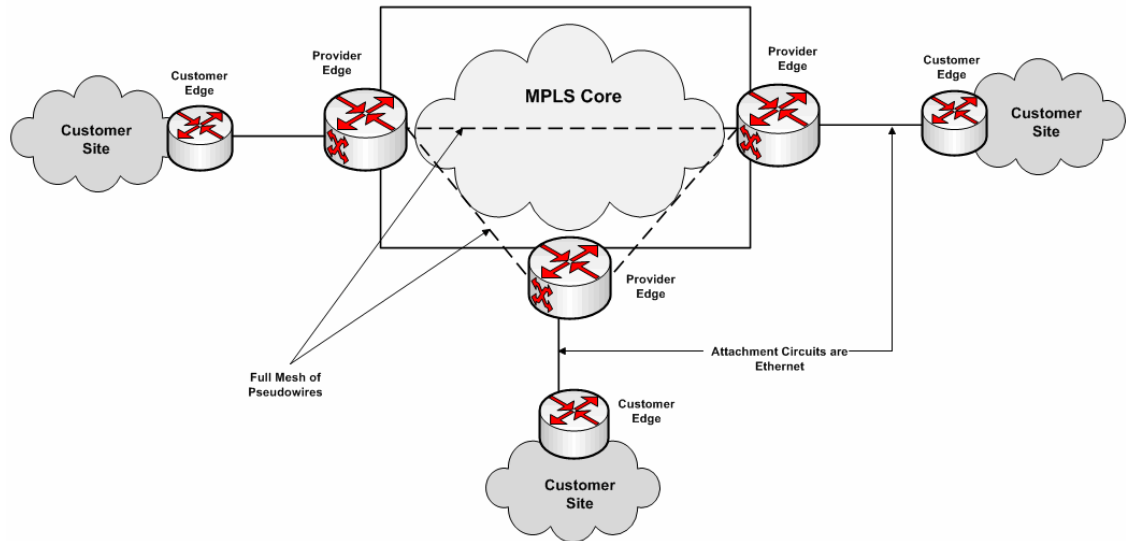 Provider
Edge
Provider
Edge
Customer
Edge
Customer
Edge
MPLS Core
Customer
Site
Customer
Site
Provider
Edge
Attachment Circuits are
Ethernet
Full Mesh of
Pseudowires
Customer
Edge
Customer
Site